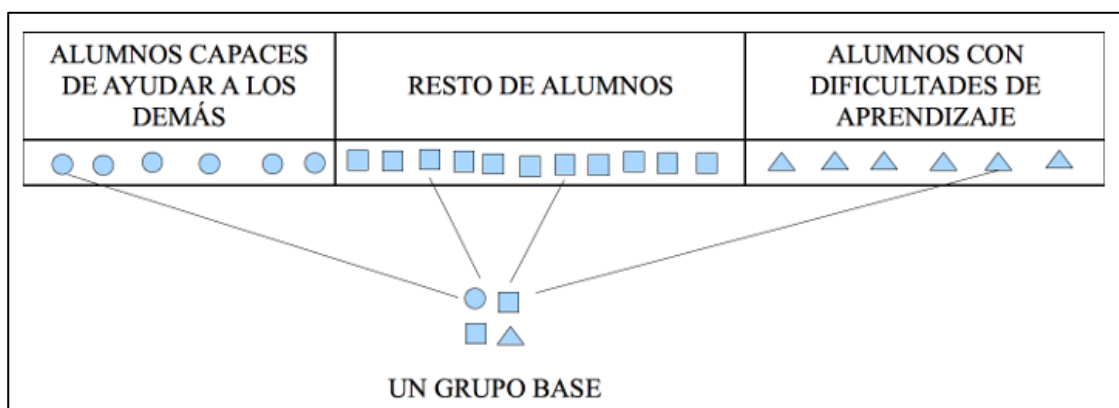 ALUMNOS CAPACES
DE AYUDAR A LOS
DEMÁS
RESTO DE ALUMNOS
ALUMNOS CON
DIFICULTADES DE
APRENDIZAJE
UN GRUPO BASE